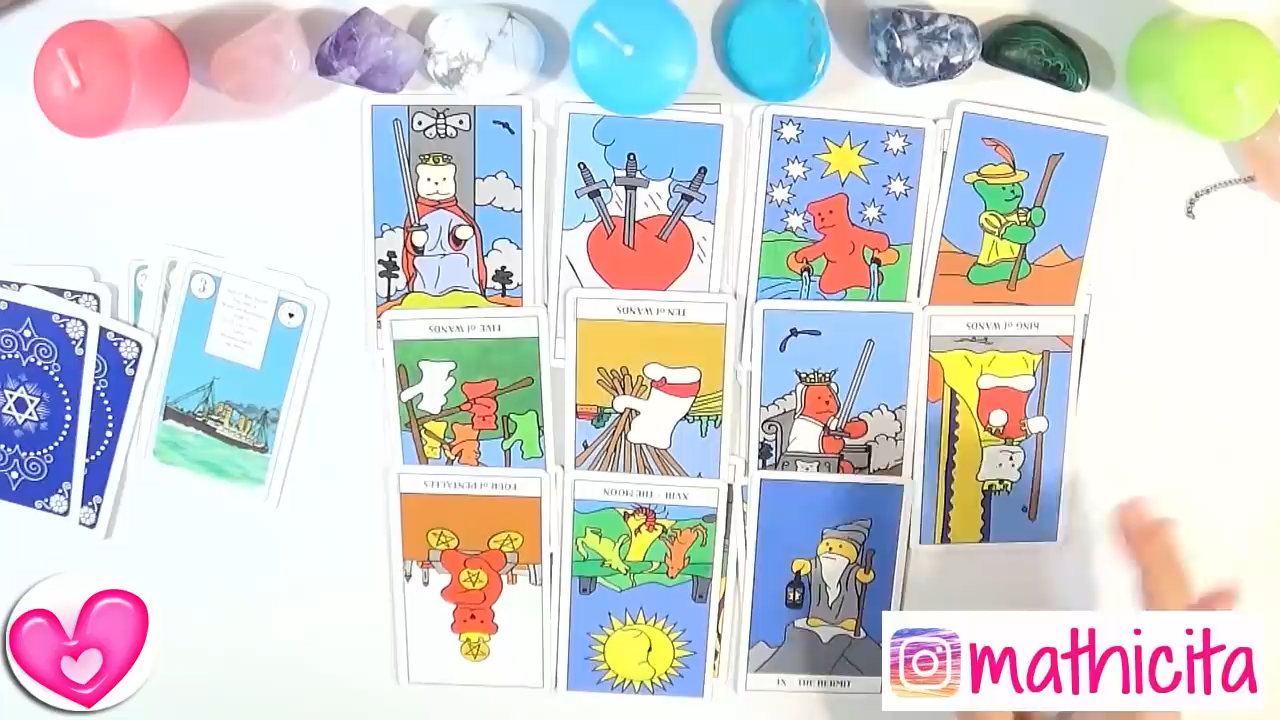 3
FIVE of WANDS
TEN of WANDS
KING of WANDS
FOUR of PENTACLES
XVIII · THE MOON
IX · THE HERMIT
mathicita